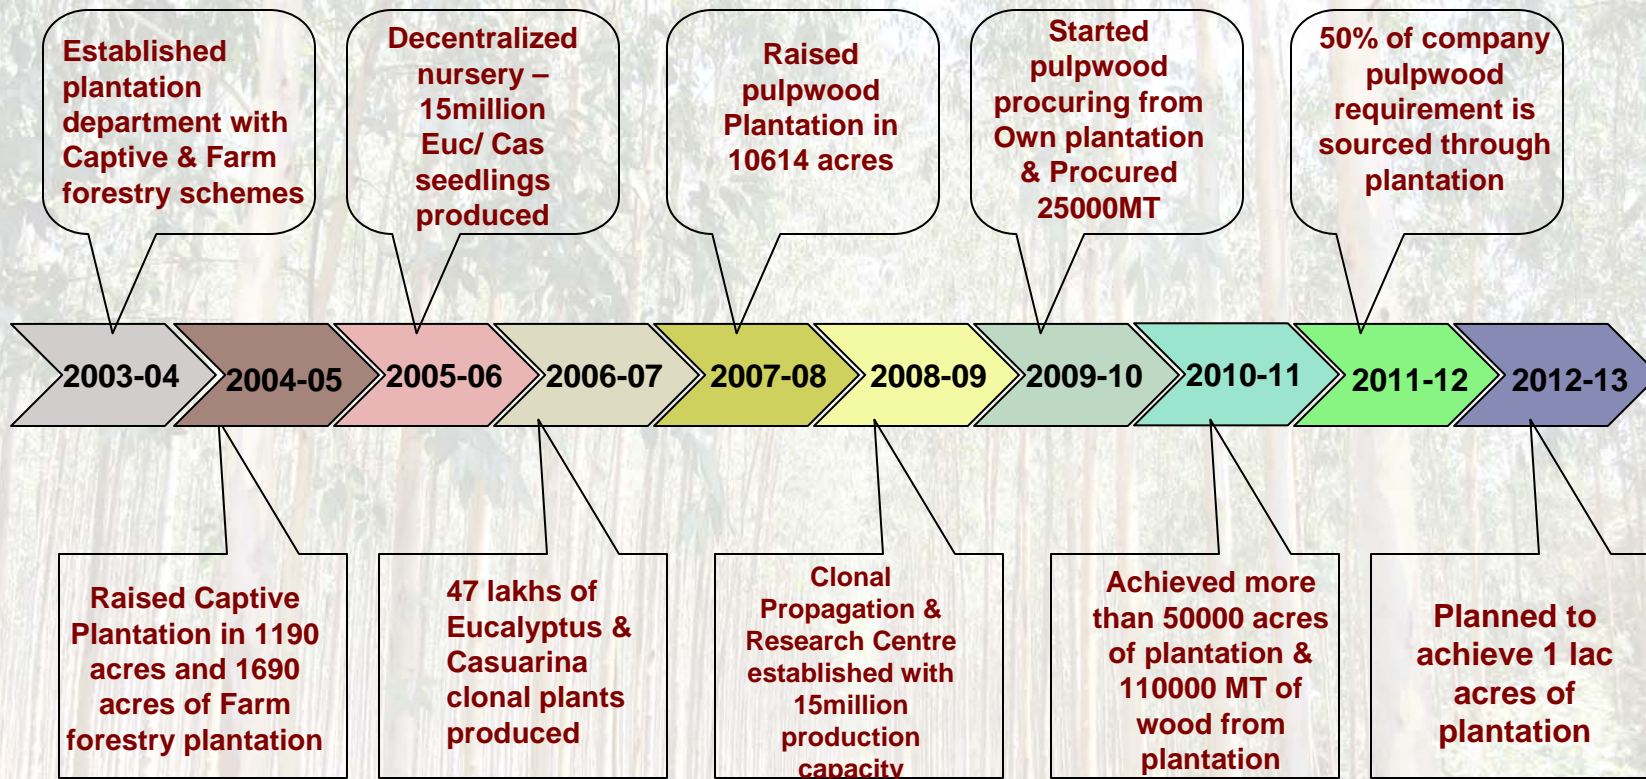 Established
plantation
department with
Captive & Farm
forestry schemes
Decentralized
nursery –
15million
Euc/ Cas
seedlings
produced
Raised
pulpwood
Plantation in
10614 acres
Started
pulpwood
procuring from
Own plantation
& Procured
25000MT
50% of company
pulpwood
requirement is
sourced through
plantation
2003-04
2004-05
2005-06
2006-07
2007-08
2008-09
2009-10
2010-11
2011-12
2012-13
Raised Captive
Plantation in 1190
acres and 1690
acres of Farm
forestry plantation
47 lakhs of
Eucalyptus &
Casuarina
clonal plants
produced
Clonal
Propagation &
Research Centre
established with
15million
production
capacity
Achieved more
than 50000 acres
of plantation &
110000 MT of
wood from
plantation
Planned to
achieve 1 lac
acres of
plantation